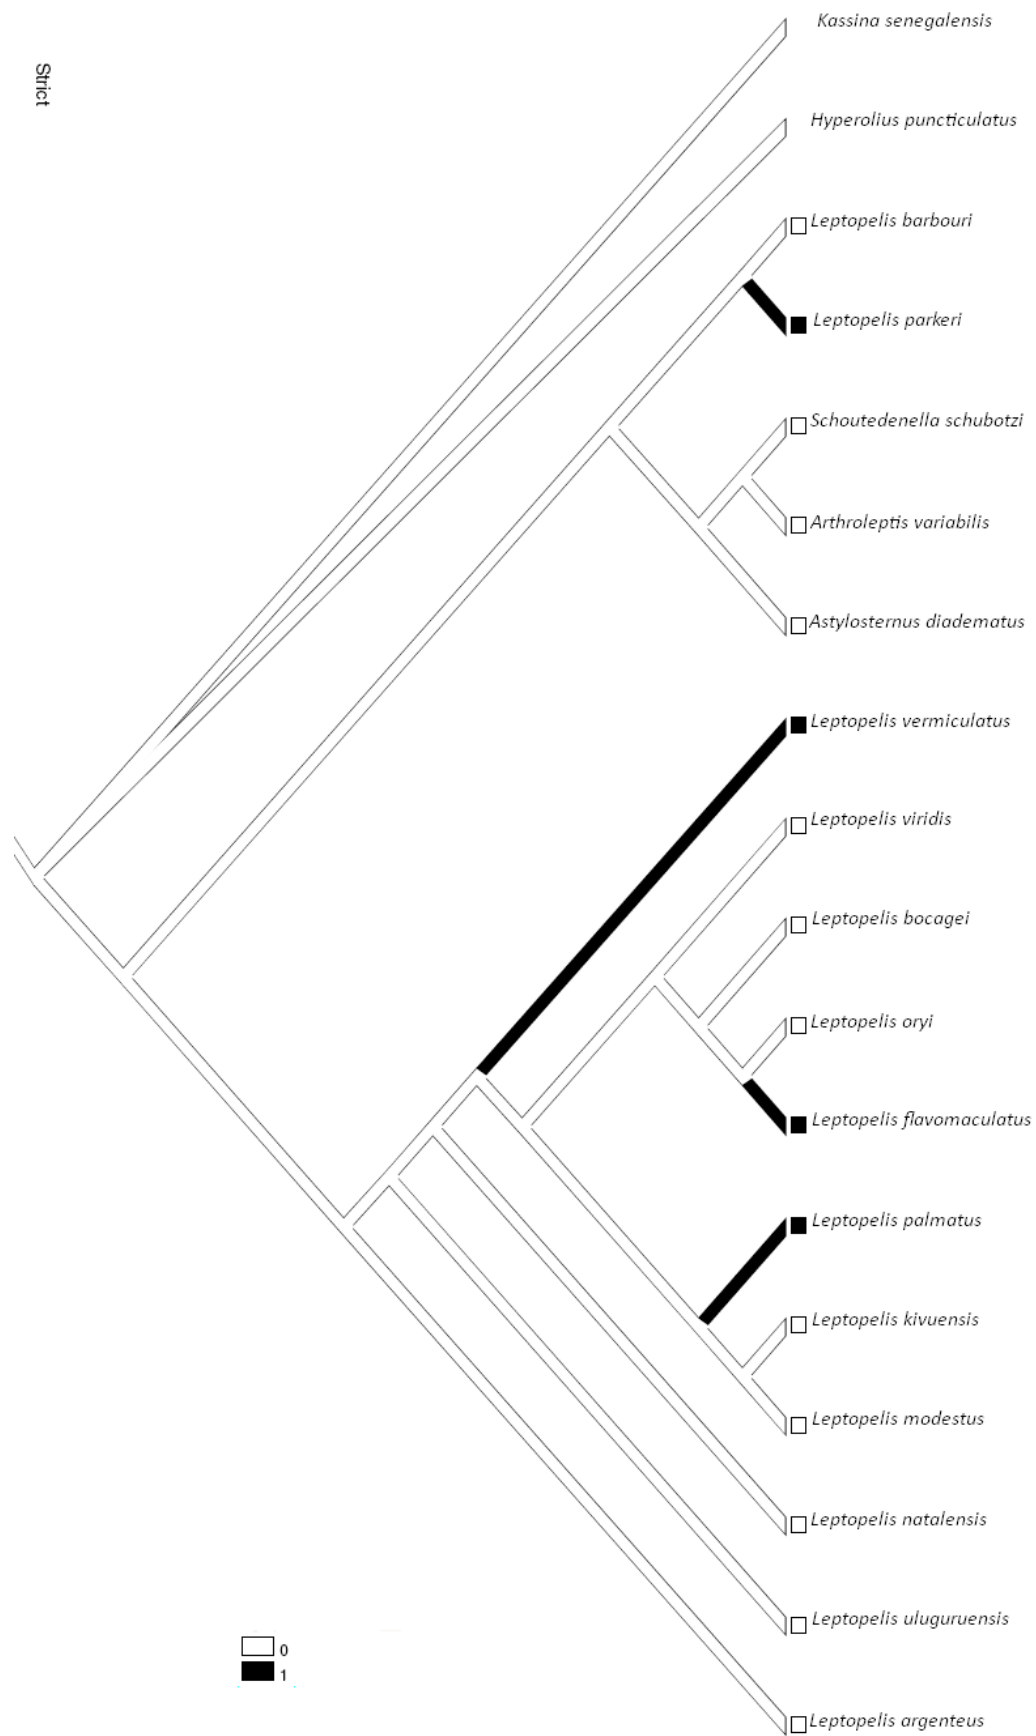 Kassina senegalensis
Strict
Hyperolius puncticulatus
Leptopelis barbouri
Leptopelis parkeri
Schoutedenella schubotzi
Arthroleptis variabilis
Astylosternus diadematus
Leptopelis vermiculatus
Leptopelis viridis
Leptopelis bocagei
Leptopelis oryi
Leptopelis flavomaculatus
Leptopelis palmatus
Leptopelis kivuensis
Leptopelis modestus
Leptopelis natalensis
Leptopelis uluguruensis
0
1
Leptopelis argenteus